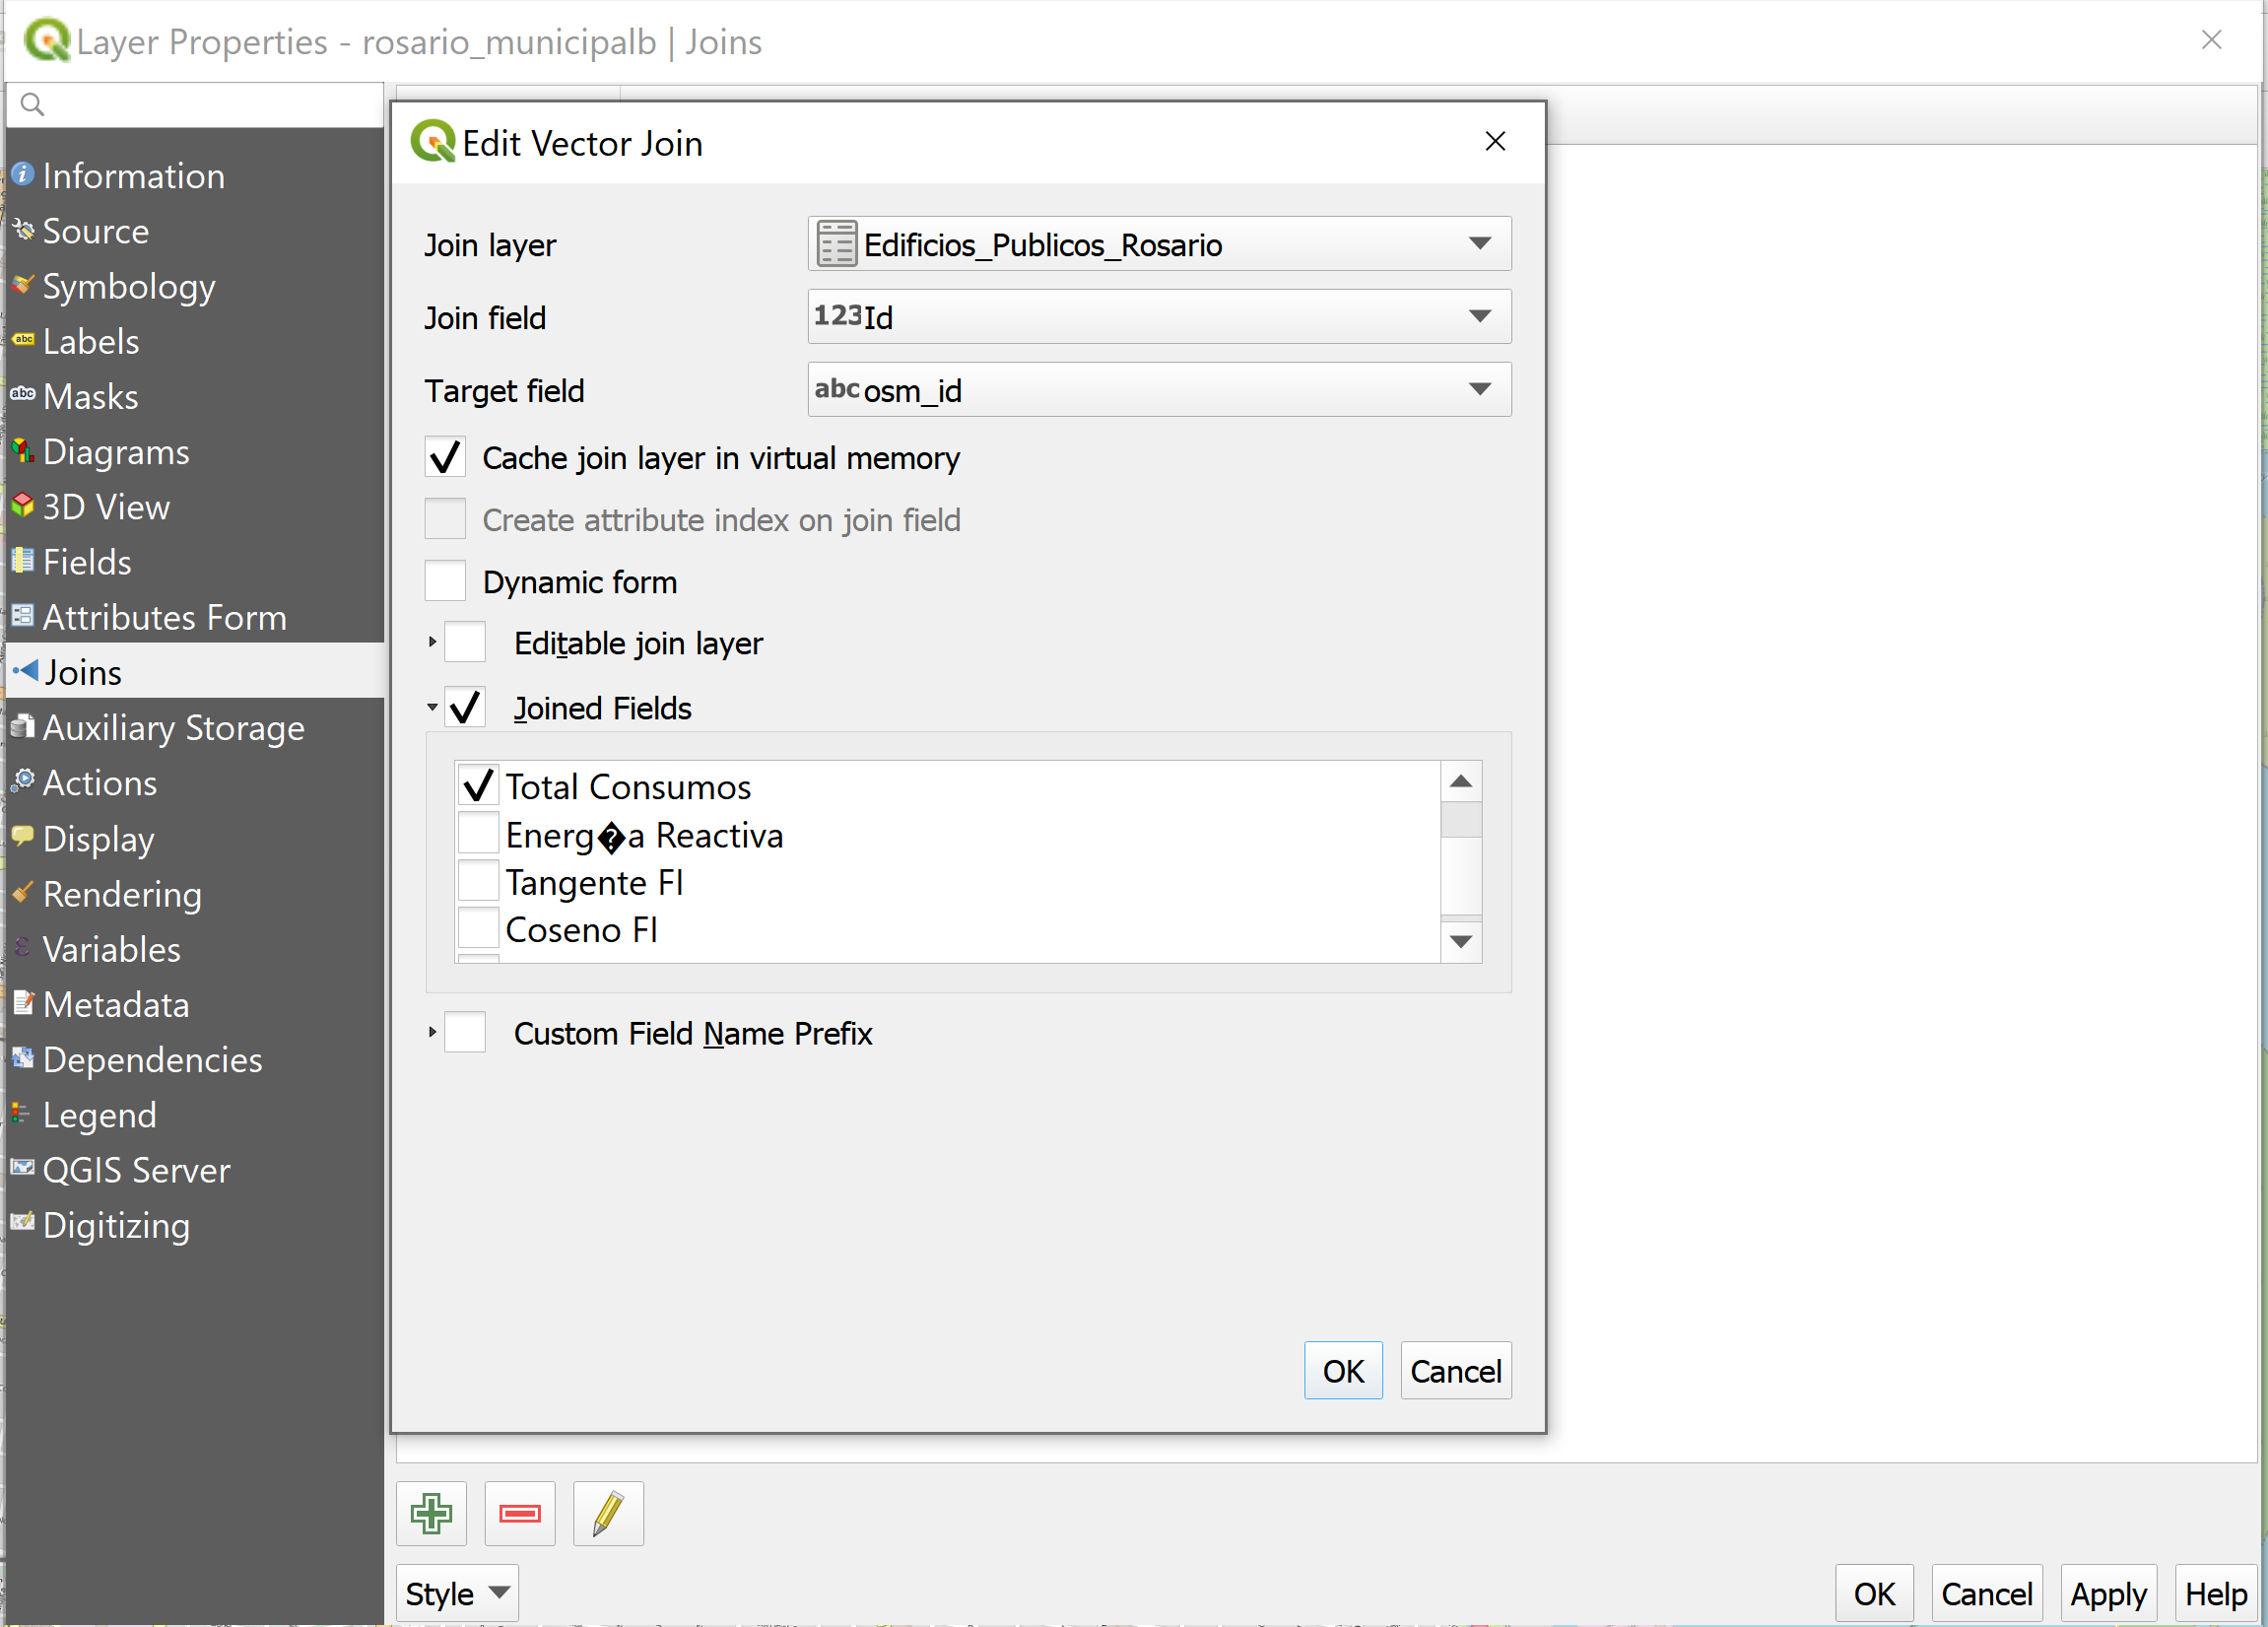 Layer Properties - rosario_municipalb | Joins
Information
Source
Symbology
Labels
Masks
Diagrams
3D View
Fields
Attributes Form
Joins
Auxiliary Storage
Actions
Display
Rendering
Variables
Metadata
Dependencies
Legend
QGIS Server
Digitizing
Edit Vector Join
Join layer Edificios_Publicos_Rosario
Join field 123 Id
Target field abc osm_id
Cache join layer in virtual memory
Create attribute index on join field
Dynamic form
Editable join layer
Joined Fields
Total Consumos
Energ�a Reactiva
Tangente FI
Coseno FI
Custom Field Name Prefix
OK Cancel
Style OK Cancel Apply Help